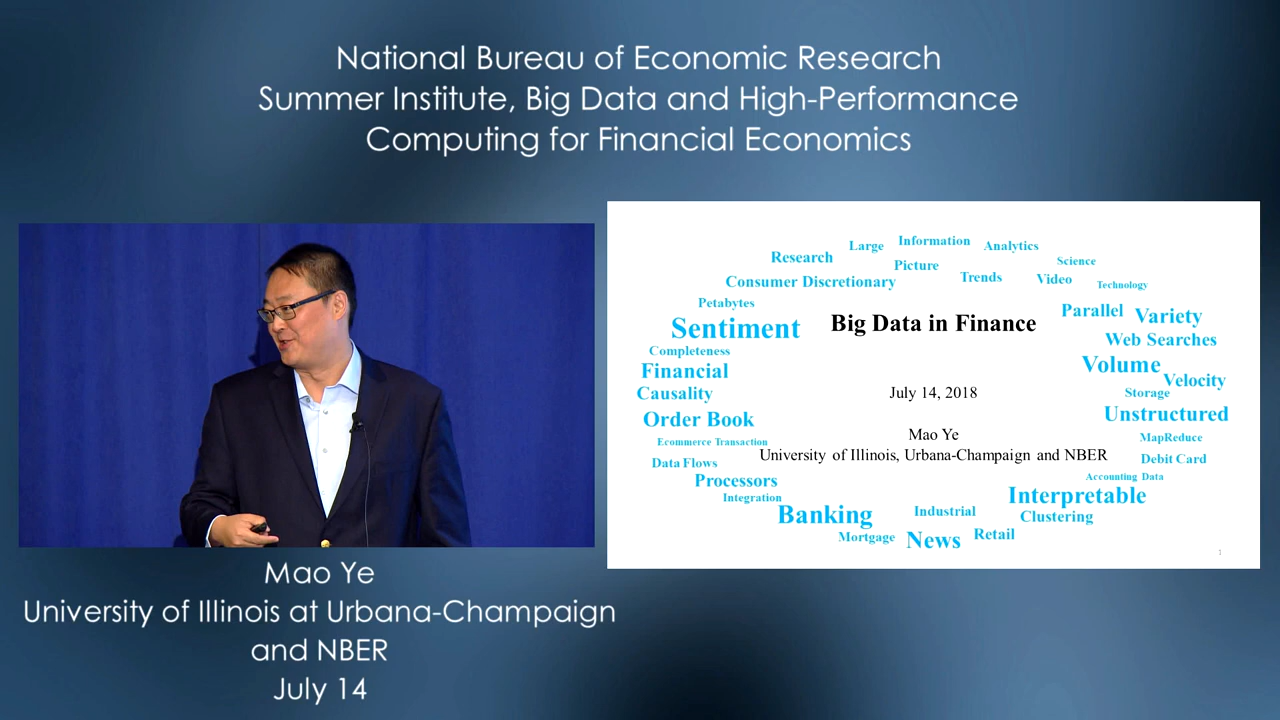 National Bureau of Economic Research
Summer Institute, Big Data and High-Performance
Computing for Financial Economics
Large
Information
Analytics
Research
Picture
Science
Consumer Discretionary
Trends
Video
Technology
Petabytes
Parallel
Variety
Sentiment
Big Data in Finance
Web Searches
Completeness
Volume
Financial
Velocity
Causality
July 14, 2018
Storage
Order Book
Unstructured
Ecommerce Transaction
Mao Ye
MapReduce
Data Flows
University of Illinois, Urbana-Champaign and NBER
Debit Card
Processors
Accounting Data
Integration
Interpretable
Banking
Industrial
Clustering
Mortgage
News
Retail
1
Mao Ye
University of Illinois at Urbana-Champaign
and NBER
July 14